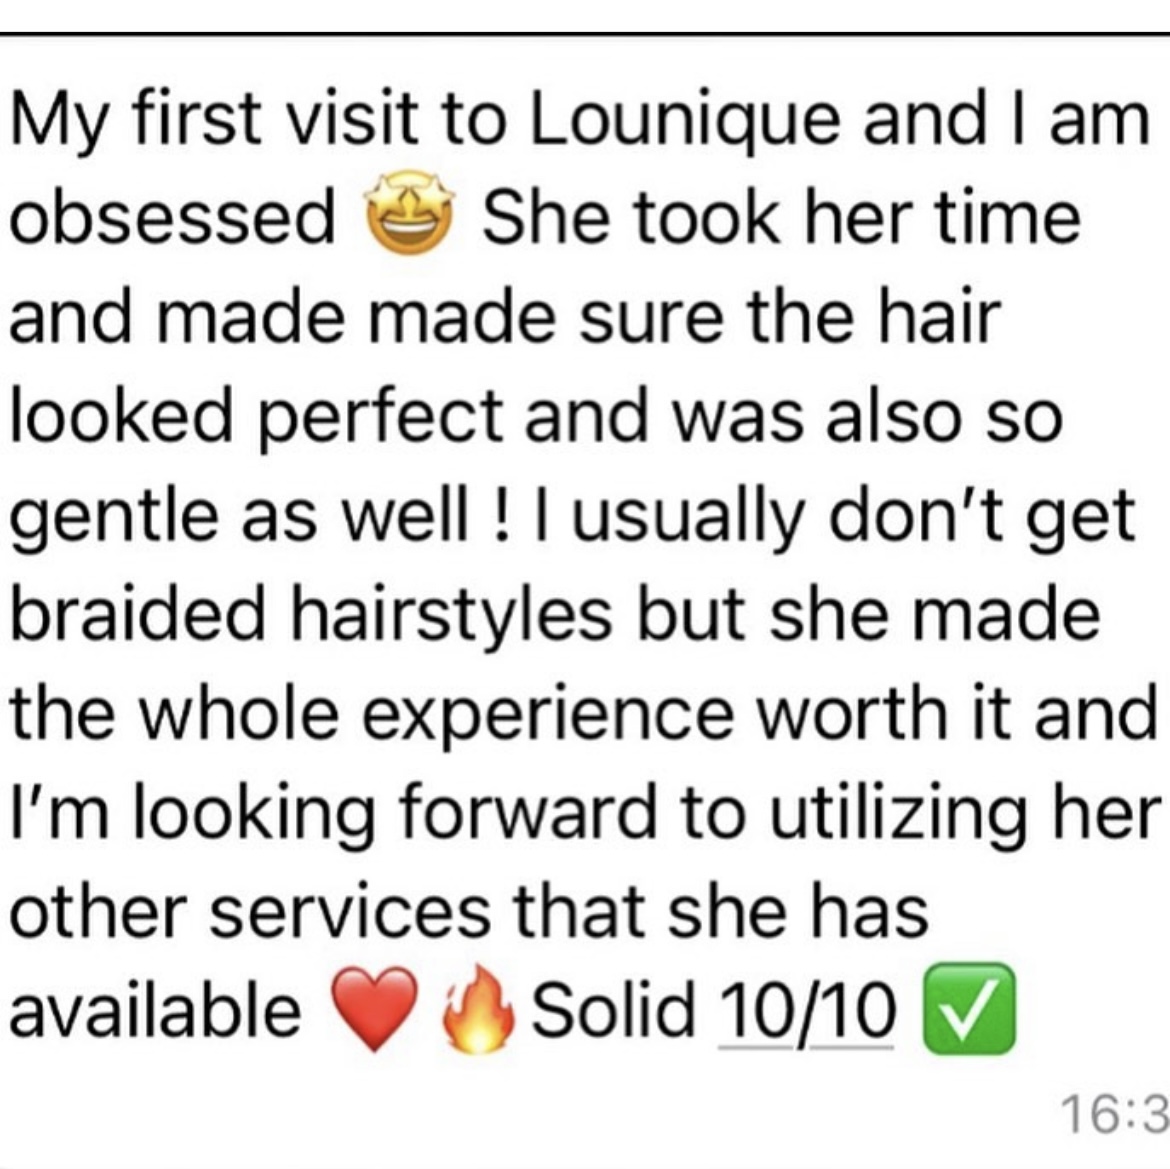 My first visit to Lounique and I am
obsessed 🤩 She took her time
and made made sure the hair
looked perfect and was also so
gentle as well ! I usually don’t get
braided hairstyles but she made
the whole experience worth it and
I’m looking forward to utilizing her
other services that she has
available ❤️🔥Solid 10/10 ✅
16:3